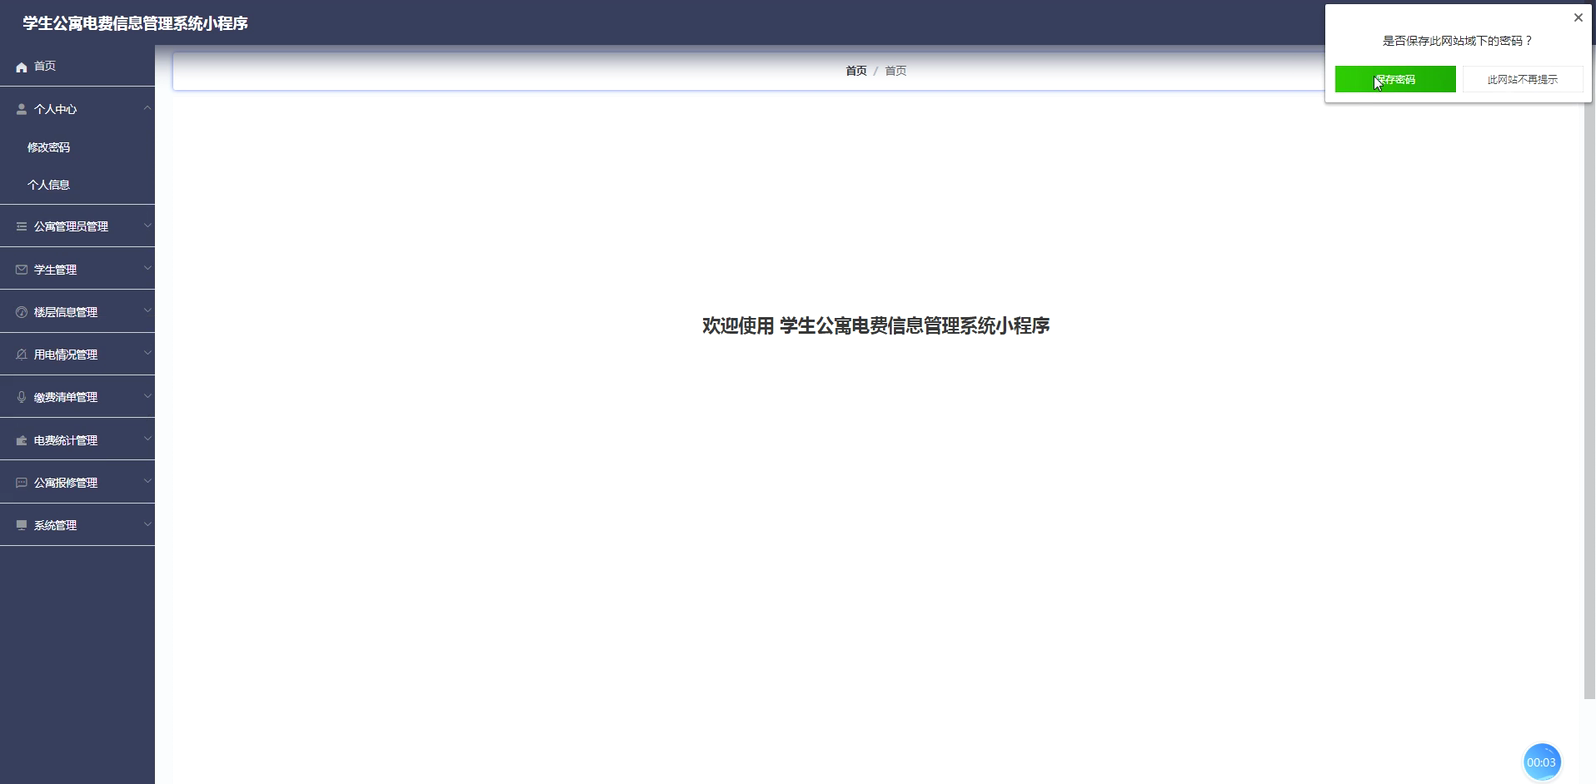 学生公寓电费信息管理系统小程序
是否保存此网站域下的密码？
保存密码
此网站不再提示
首页
首页 / 首页
个人中心
修改密码
个人信息
公寓管理员管理
学生管理
楼层信息管理
用电情况管理
缴费清单管理
电费统计管理
公寓报修管理
系统管理
欢迎使用 学生公寓电费信息管理系统小程序
00:03